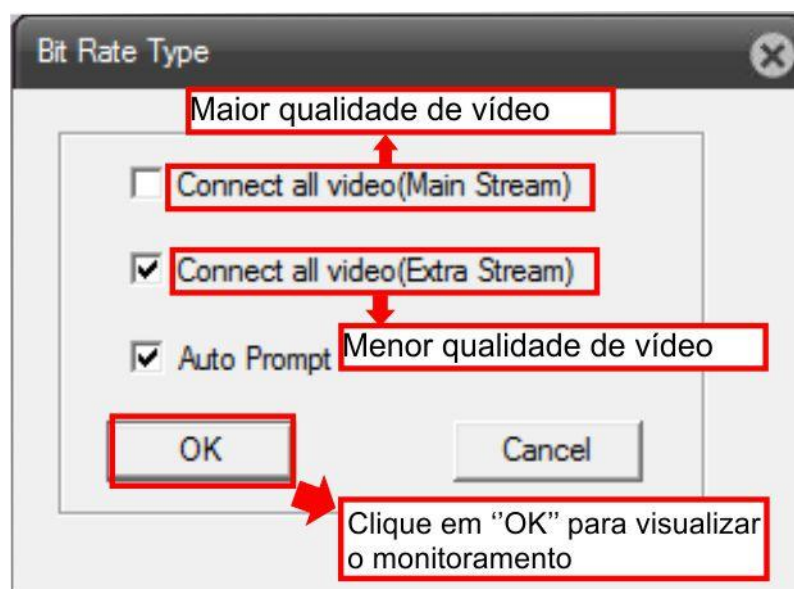 Bit Rate Type
Maior qualidade de vídeo
Connect all video(Main Stream)
Connect all video(Extra Stream)
Menor qualidade de vídeo
Auto Prompt
OK
Cancel
Clique em ‘’OK’’ para visualizar
o monitoramento